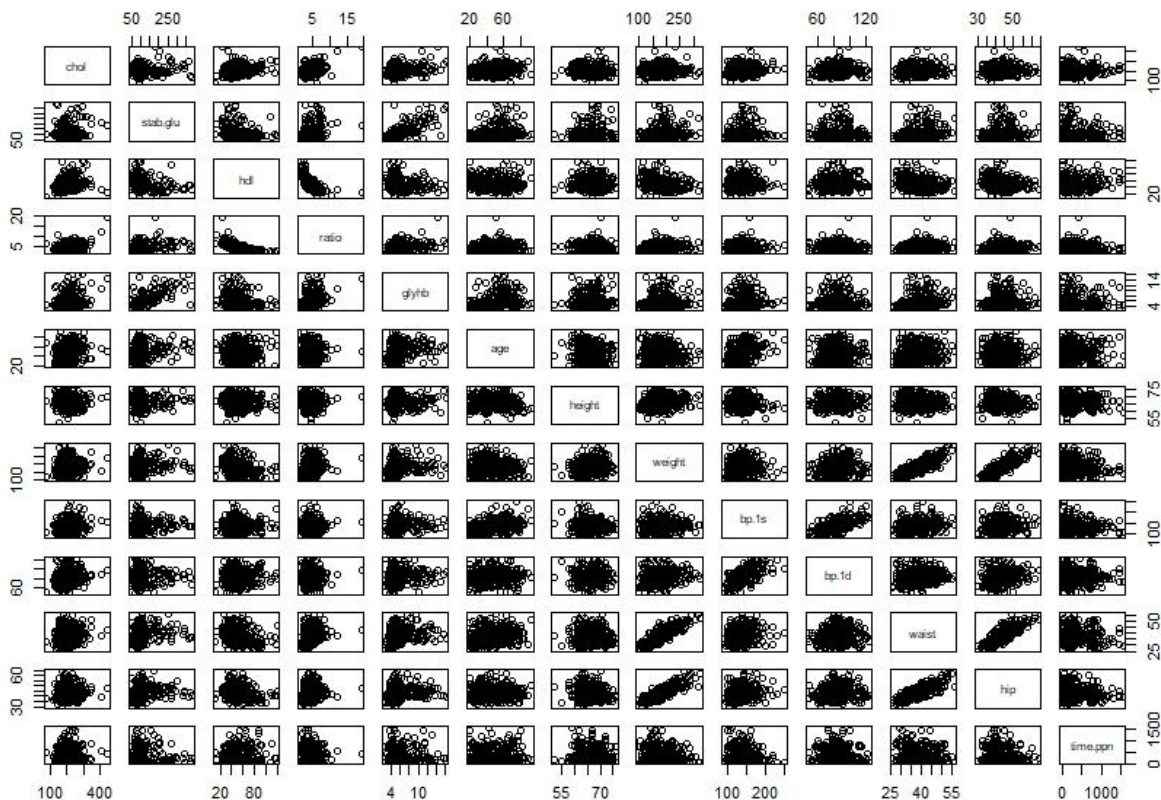 50 250 5 15 20 60 100 250 60 120 30 50
chol 100
50 stab.glu
hdl 20
20 5 ratio
glyhb 14 4
20 age
height 75 55
100 weight
bp.1s 100
60 bp.1d
waist 50 25
60 30 hip
time.ppn 1500 0
100 400 20 80 4 10 55 70 100 200 25 40 55 0 1000